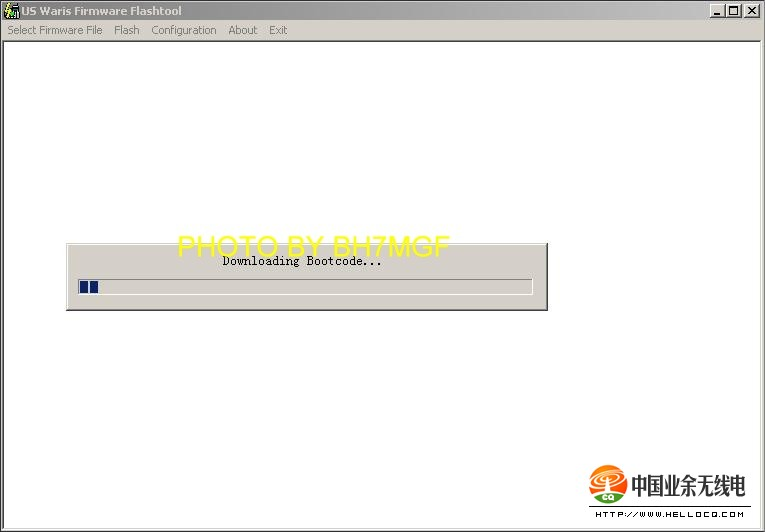 US Waris Firmware Flashtool
Select Firmware File Flash Configuration About Exit
PHOTO BY BH7MGF
Downloading Bootcode...
中国业余无线电
CQ
HTTP://WWW.HELLOCQ.COM